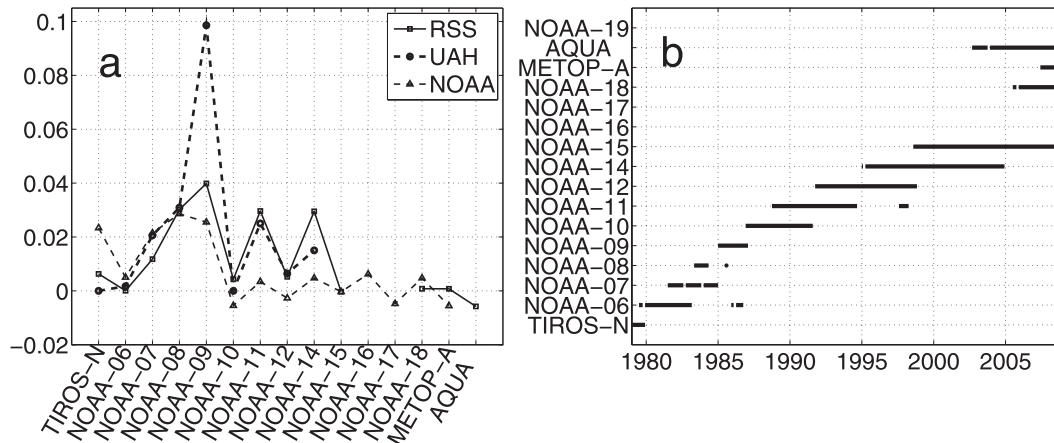 0.1
0.08
0.06
0.04
0.02
0
−0.02
a
RSS
UAH
NOAA
TIROS−N
NOAA−06
NOAA−07
NOAA−08
NOAA−09
NOAA−10
NOAA−11
NOAA−12
NOAA−14
NOAA−15
NOAA−16
NOAA−17
NOAA−18
METOP−A
AQUA
b
NOAA−19
AQUA
METOP−A
NOAA−18
NOAA−17
NOAA−16
NOAA−15
NOAA−14
NOAA−12
NOAA−11
NOAA−10
NOAA−09
NOAA−08
NOAA−07
NOAA−06
TIROS−N
1980 1985 1990 1995 2000 2005